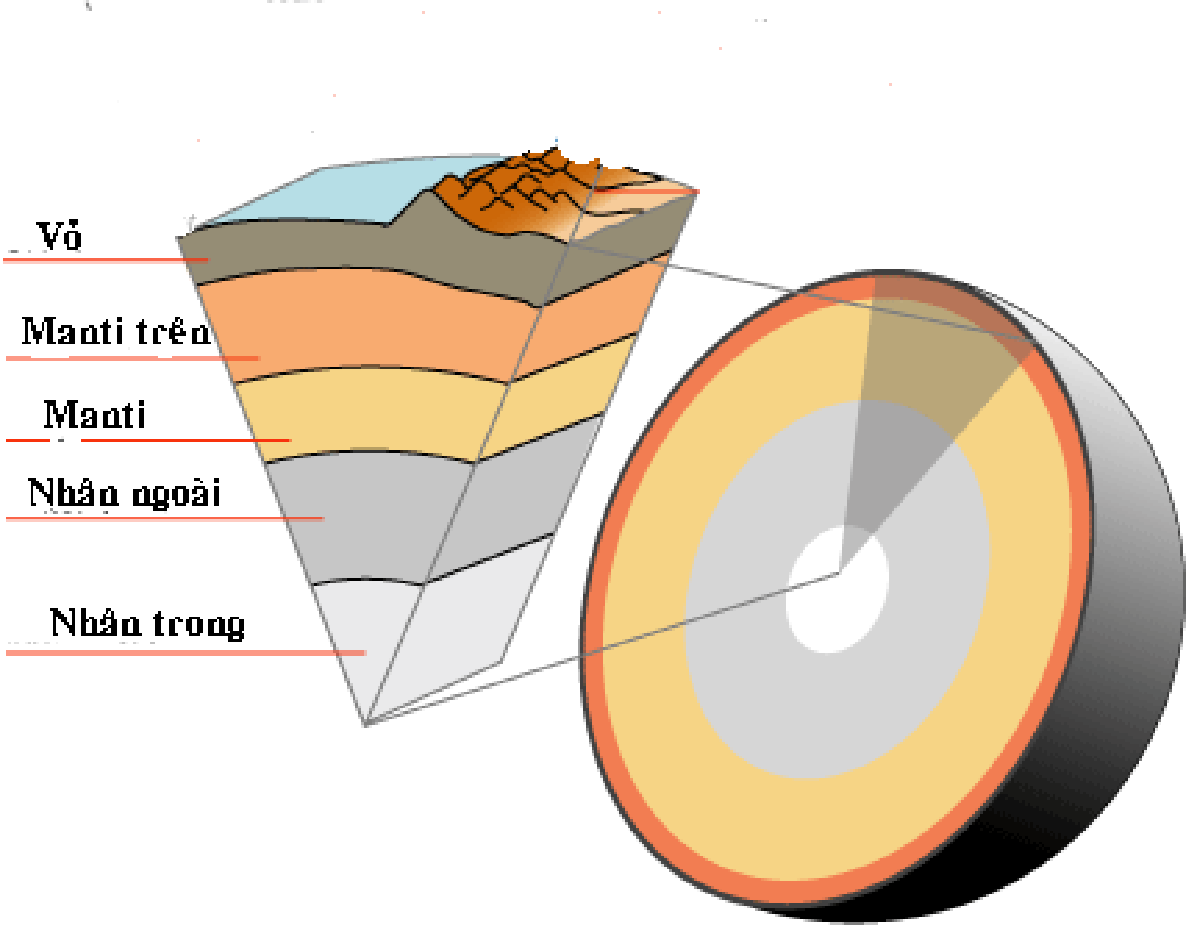 Vỏ
Manti trên
Manti
Nhân ngoài
Nhân trong